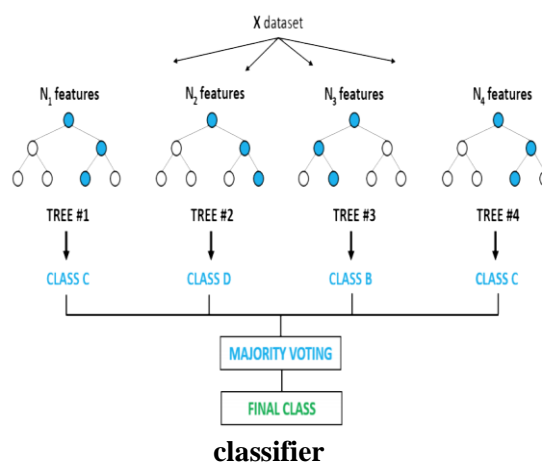 X dataset
N₁ features N₂ features N₃ features N₄ features
TREE #1 TREE #2 TREE #3 TREE #4
CLASS C CLASS D CLASS B CLASS C
MAJORITY VOTING
FINAL CLASS
classifier